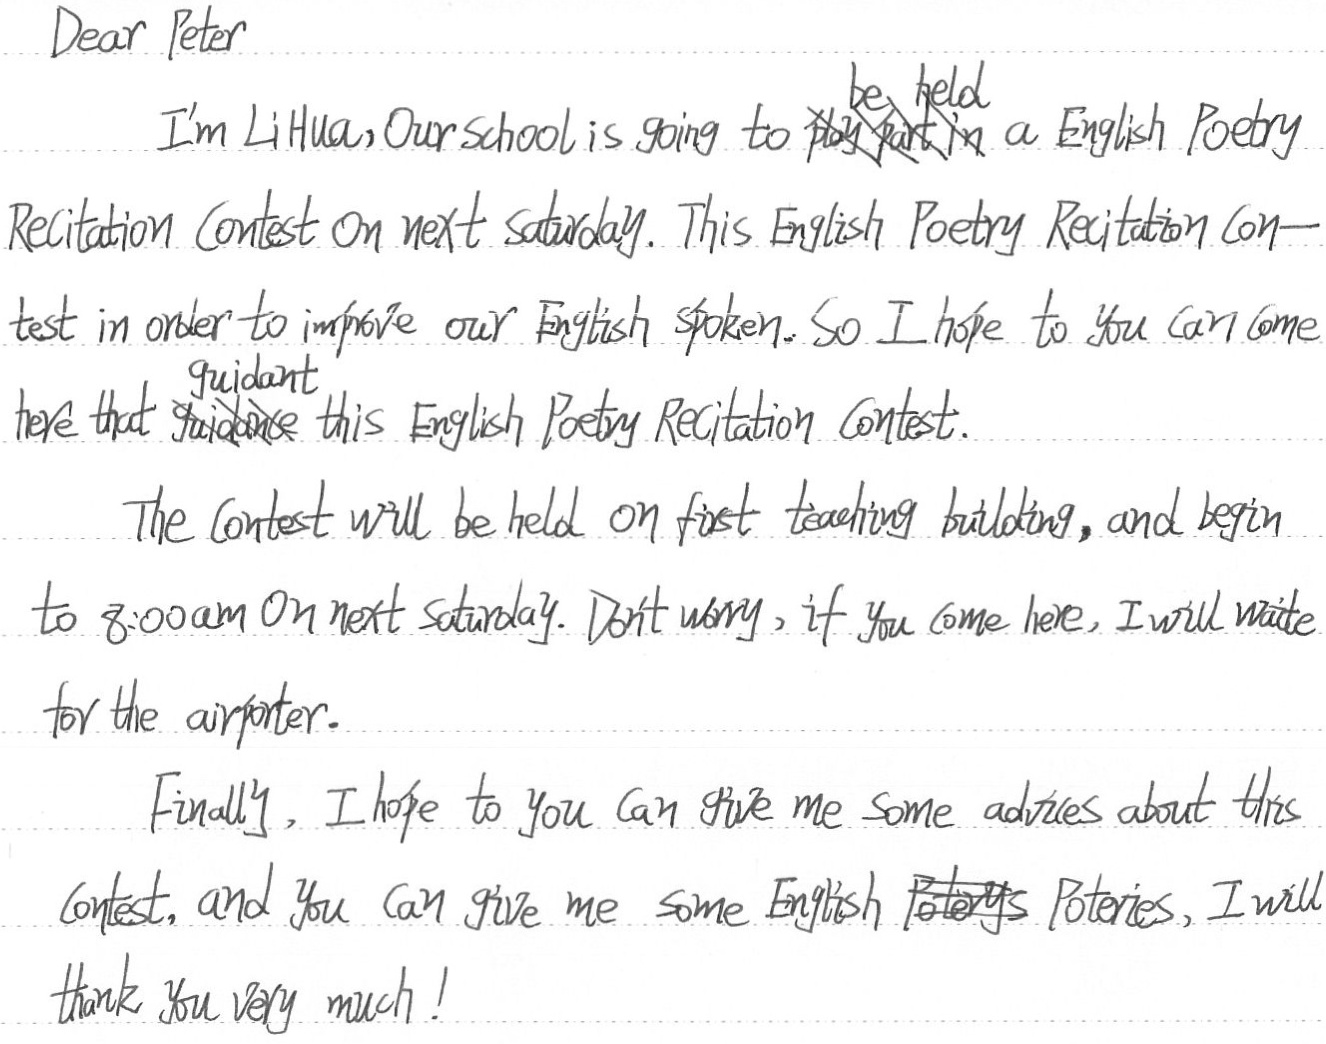 Dear Peter
I'm Li Hua, Our school is going to be held a English Poetry
Recitation Contest On next saturday. This English Poetry Recitation Con-
test in order to improve our English spoken. So I hope to you can come
here that guidant this English Poetry Recitation Contest.
The Contest will be held on first teaching building, and begin
to 8:00am On next saturday. Don't worry, if you come here, I will waite
for the airporter.
Finally, I hope to you can give me some advices about this
contest, and you can give me some English Poteries, I will
thank you very much!